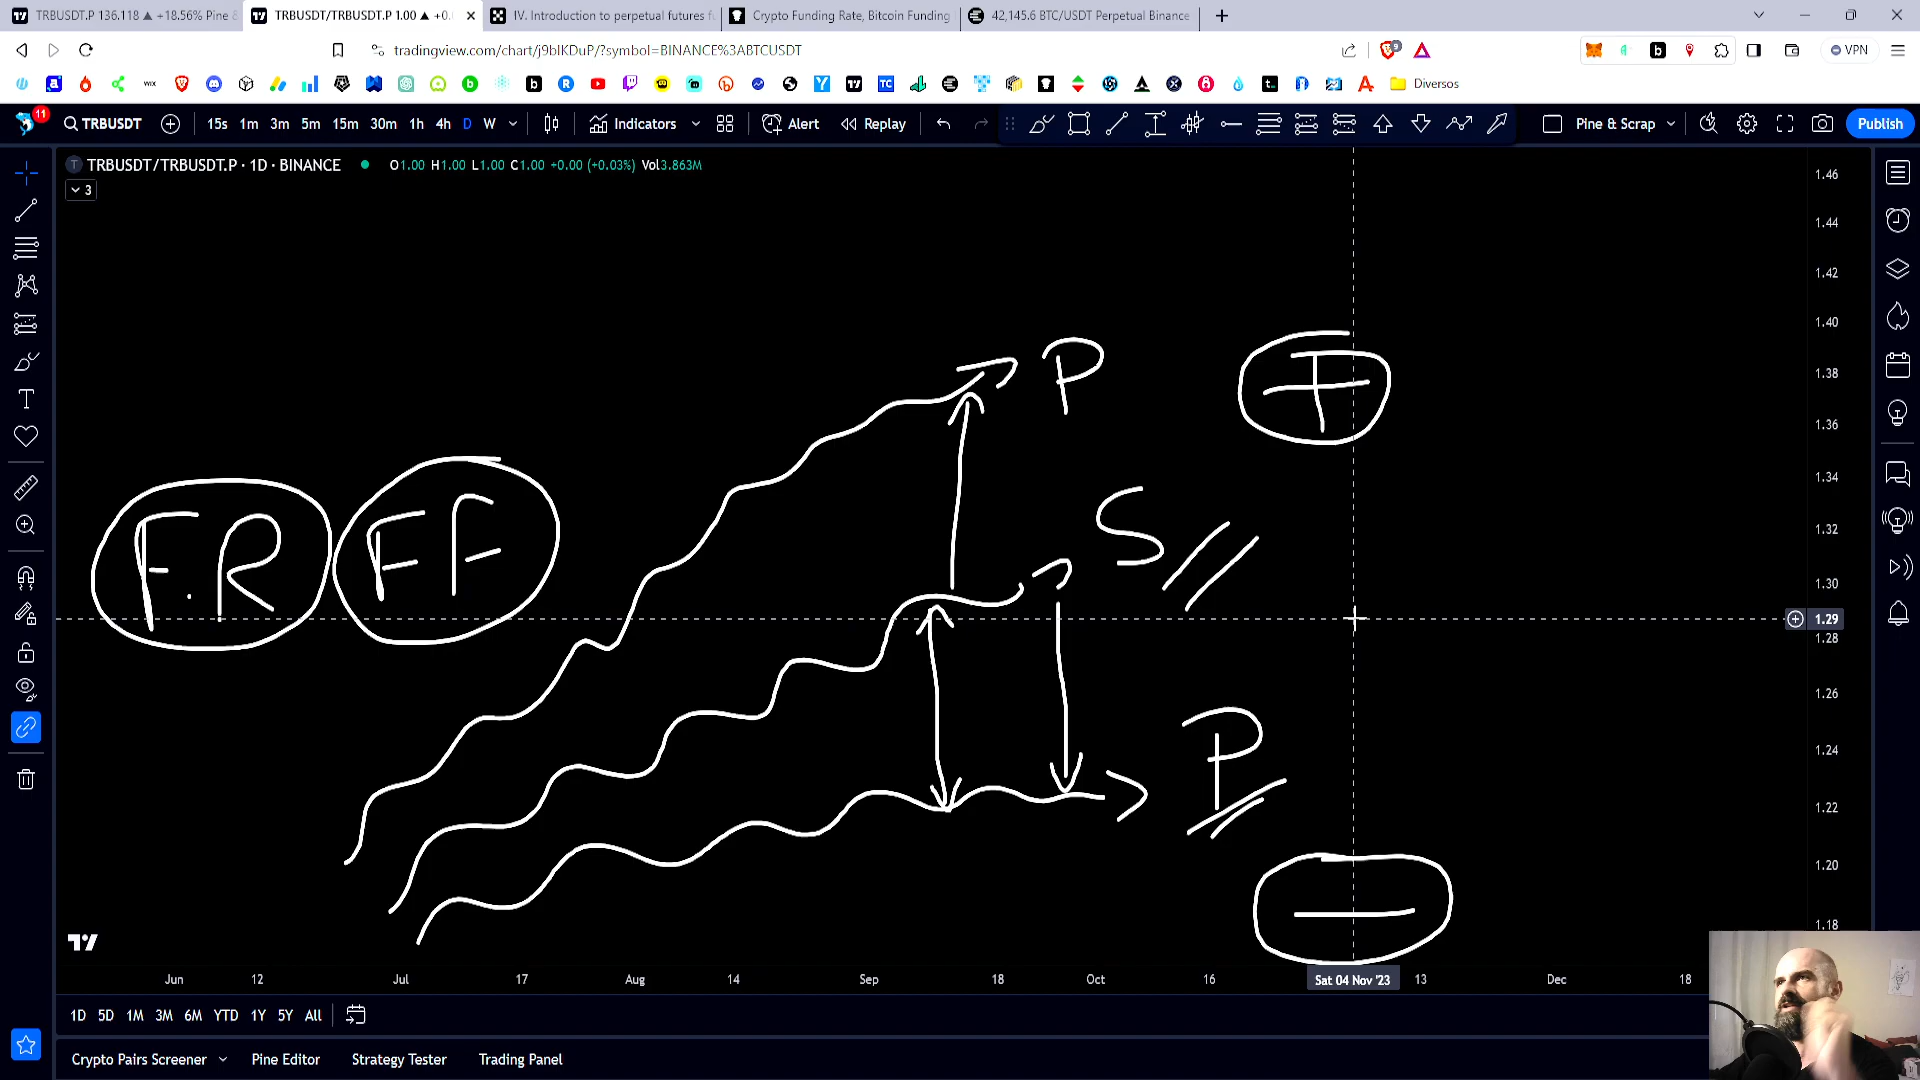 TRBUSDT.P 136.118 ▲ +18.56% Pine &
TRBUSDT/TRBUSDT.P 1.00 ▲ +0.
IV. Introduction to perpetual futures f
Crypto Funding Rate, Bitcoin Funding
42,145.6 BTC/USDT Perpetual Binance
tradingview.com/chart/j9blKDuP/?symbol=BINANCE%3ABTCUSDT
9
VPN
Diversos
11
TRBUSDT
15s 1m 3m 5m 15m 30m 1h 4h D W
Indicators
Alert
Replay
Pine & Scrap
Publish
TRBUSDT/TRBUSDT.P · 1D · BINANCE
O1.00 H1.00 L1.00 C1.00 +0.00 (+0.03%) Vol3.863M
3
1.46
1.44
1.42
1.40
1.38
1.36
1.34
1.32
1.30
1.29
1.28
1.26
1.24
1.22
1.20
1.18
P
+
F.R
FF
S
P
−
Jun 12 Jul 17 Aug 14 Sep 18 Oct 16 Sat 04 Nov '23 13 Dec 18
1D 5D 1M 3M 6M YTD 1Y 5Y All
Crypto Pairs Screener
Pine Editor
Strategy Tester
Trading Panel